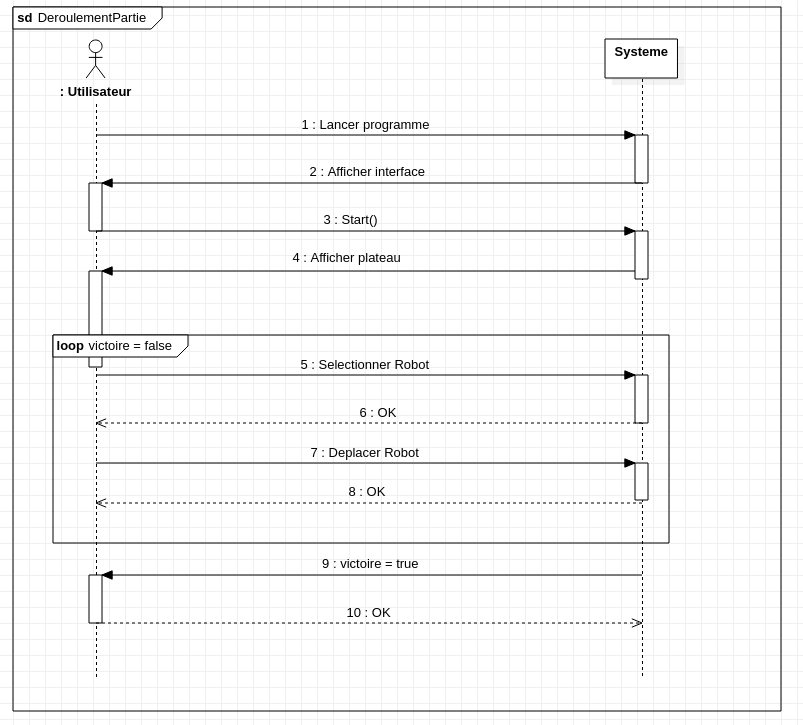 sd DeroulementPartie
: Utilisateur
Systeme
1 : Lancer programme
2 : Afficher interface
3 : Start()
4 : Afficher plateau
loop victoire = false
5 : Selectionner Robot
6 : OK
7 : Deplacer Robot
8 : OK
9 : victoire = true
10 : OK